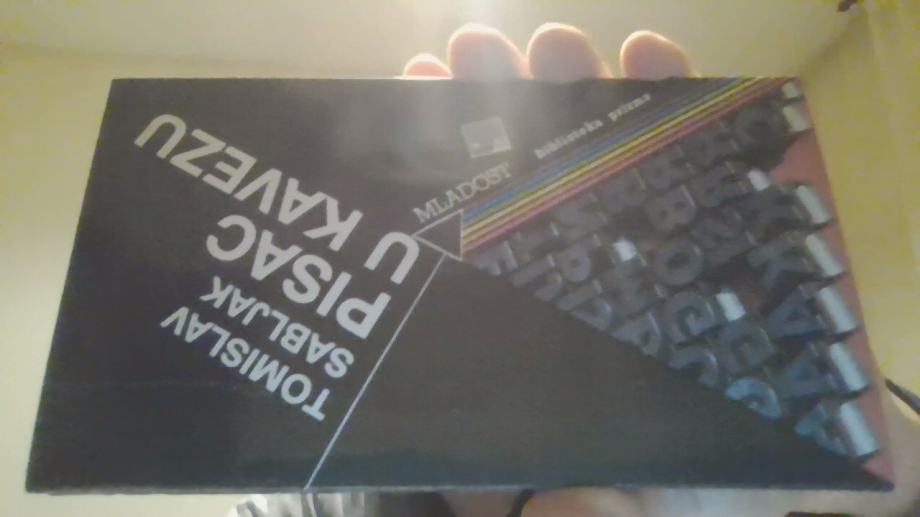 TOMISLAV
SABLJAK
PISAC
U KAVEZU
MLADOST
biblioteka prizma